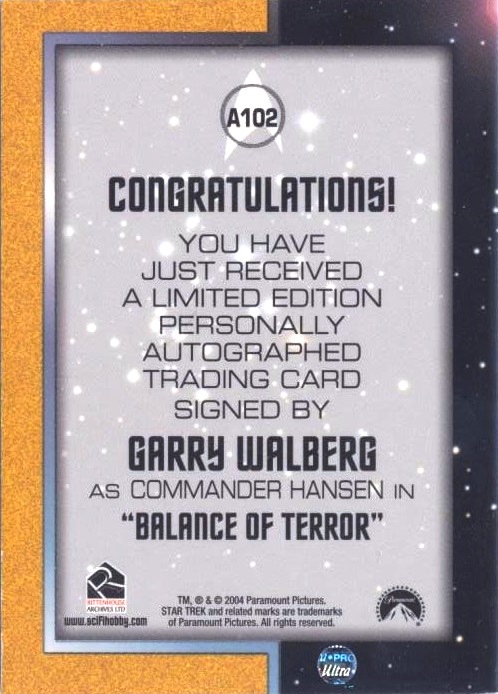 A102
CONGRATULATIONS!
YOU HAVE
JUST RECEIVED
A LIMITED EDITION
PERSONALLY
AUTOGRAPHED
TRADING CARD
SIGNED BY
GARRY WALBERG
AS COMMANDER HANSEN IN
"BALANCE OF TERROR"
RITTENHOUSE
ARCHIVES LTD
www.scifihobby.com
TM, ® & © 2004 Paramount Pictures.
STAR TREK and related marks are trademarks
of Paramount Pictures. All rights reserved.
Paramount
PRO
Ultra